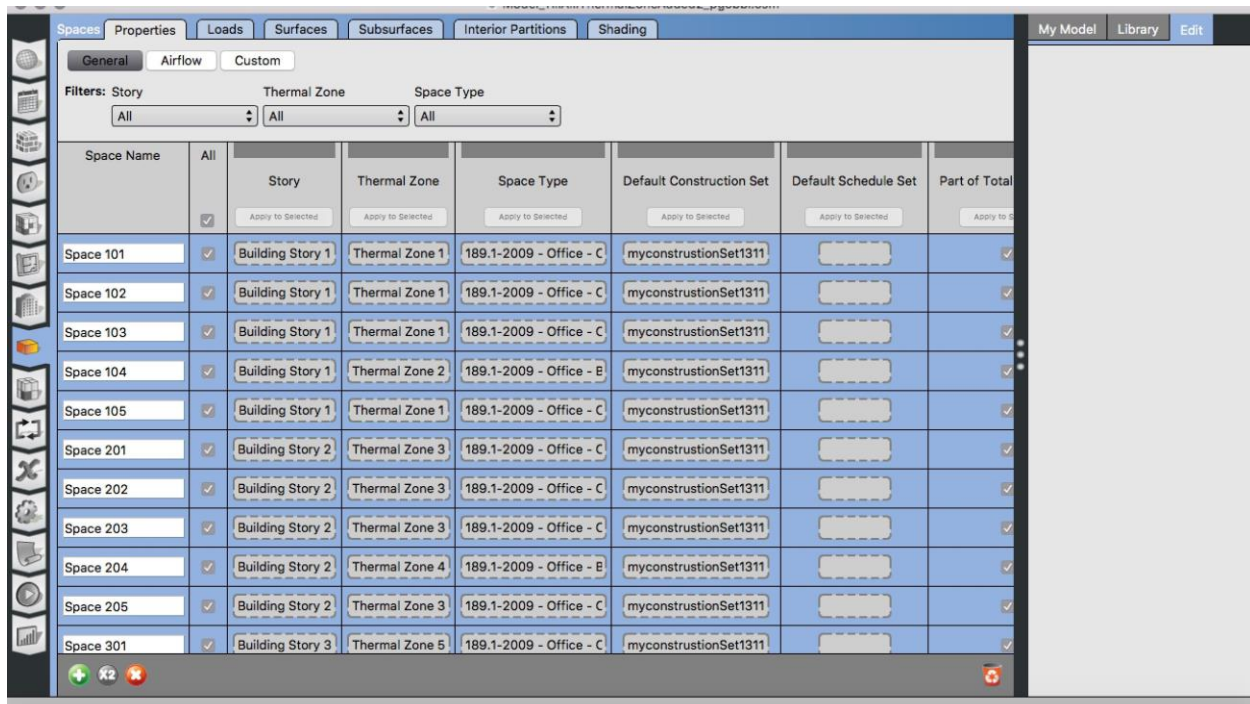 Spaces Properties Loads Surfaces Subsurfaces Interior Partitions Shading My Model Library Edit
General Airflow Custom
Filters: Story Thermal Zone Space Type
All All All
Space Name All
Story Thermal Zone Space Type Default Construction Set Default Schedule Set Part of Total
Apply to Selected Apply to Selected Apply to Selected Apply to Selected Apply to Selected Apply to S
Space 101 Building Story 1 Thermal Zone 1 189.1-2009 - Office - C myconstrustionSet1311
Space 102 Building Story 1 Thermal Zone 1 189.1-2009 - Office - C myconstrustionSet1311
Space 103 Building Story 1 Thermal Zone 1 189.1-2009 - Office - C myconstrustionSet1311
Space 104 Building Story 1 Thermal Zone 2 189.1-2009 - Office - B myconstrustionSet1311
Space 105 Building Story 1 Thermal Zone 1 189.1-2009 - Office - C myconstrustionSet1311
Space 201 Building Story 2 Thermal Zone 3 189.1-2009 - Office - C myconstrustionSet1311
Space 202 Building Story 2 Thermal Zone 3 189.1-2009 - Office - C myconstrustionSet1311
Space 203 Building Story 2 Thermal Zone 3 189.1-2009 - Office - C myconstrustionSet1311
Space 204 Building Story 2 Thermal Zone 4 189.1-2009 - Office - B myconstrustionSet1311
Space 205 Building Story 2 Thermal Zone 3 189.1-2009 - Office - C myconstrustionSet1311
Space 301 Building Story 3 Thermal Zone 5 189.1-2009 - Office - C myconstrustionSet1311
X2